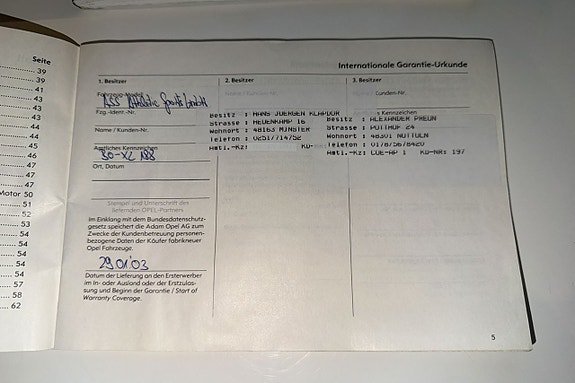 Seite
39
39
41
43
43
43
44
45
46
47
47
Motor 50
51
52
53
54
54
54
54
57
58
62
Internationale Garantie-Urkunde
1. Besitzer
2. Besitzer
3. Besitzer
Fahrzeug-Modell
Fzg.-Ident.-Nr.
Name / Kunden-Nr.
Amtliches Kennzeichen
Ort, Datum
Stempel und Unterschrift des
liefernden OPEL-Partners
Im Einklang mit dem Bundesdatenschutz-
gesetz speichert die Adam Opel AG zum
Zwecke der Kundenbetreuung personen-
bezogene Daten der Käufer fabrikneuer
Opel Fahrzeuge.
29.01.03
Datum der Lieferung an den Ersterwerber
im In- oder Ausland oder der Erstzulas-
sung und Beginn der Garantie / Start of
Warranty Coverage.
Name / Kunden-Nr.
Besitz : HANS JUERGEN KLAPDOR
Strasse : HEUENKAMP 16
Wohnort : 48163 MÜNSTER
Telefon : 0251/714752
Amtl.-Kz:
Kunden-Nr.
Kennzeichen
Besitz : ALEXANDER PREUN
Strasse : POTTHOF 24
Wohnort : 48301 NOTTULN
Telefon : 0178/5678420
Amtl.-Kz: COE-AP 1 KD-NR: 197
5